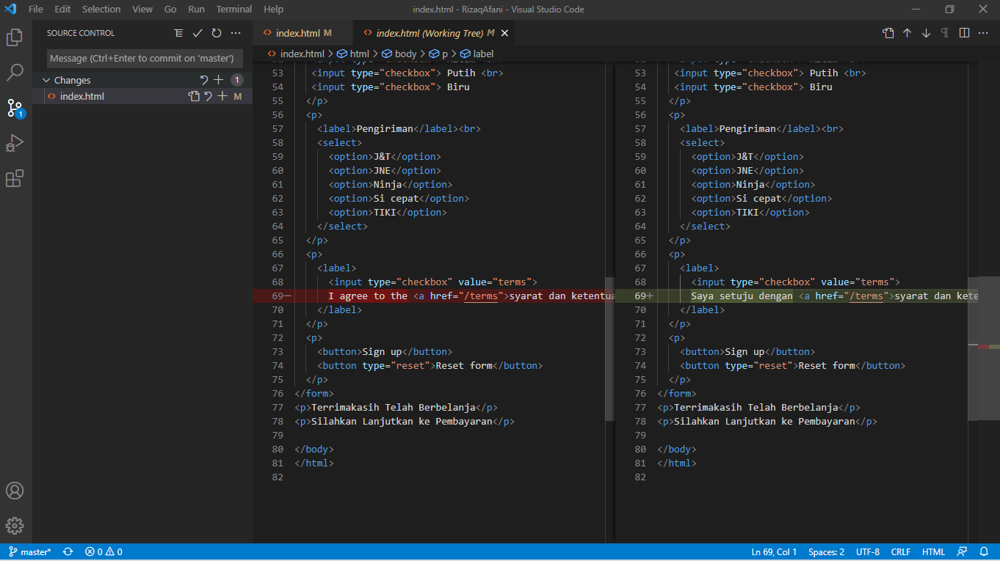 File Edit Selection View Go Run Terminal Help
index.html - RizaqAfani - Visual Studio Code
SOURCE CONTROL
Message (Ctrl+Enter to commit on 'master')
Changes 1
index.html M
1
index.html M
index.html (Working Tree) M
index.html > html > body > p > label
53 <input type="checkbox"> Putih <br>
54 <input type="checkbox"> Biru
55 </p>
56 <p>
57 <label>Pengiriman</label><br>
58 <select>
59 <option>J&T</option>
60 <option>JNE</option>
61 <option>Ninja</option>
62 <option>Si cepat</option>
63 <option>TIKI</option>
64 </select>
65 </p>
66 <p>
67 <label>
68 <input type="checkbox" value="terms">
69− I agree to the <a href="/terms">syarat dan ketentua
70 </label>
71 </p>
72 <p>
73 <button>Sign up</button>
74 <button type="reset">Reset form</button>
75 </p>
76 </form>
77 <p>Terrimakasih Telah Berbelanja</p>
78 <p>Silahkan Lanjutkan ke Pembayaran</p>
79
80 </body>
81 </html>
82
53 <input type="checkbox"> Putih <br>
54 <input type="checkbox"> Biru
55 </p>
56 <p>
57 <label>Pengiriman</label><br>
58 <select>
59 <option>J&T</option>
60 <option>JNE</option>
61 <option>Ninja</option>
62 <option>Si cepat</option>
63 <option>TIKI</option>
64 </select>
65 </p>
66 <p>
67 <label>
68 <input type="checkbox" value="terms">
69+ Saya setuju dengan <a href="/terms">syarat dan kete
70 </label>
71 </p>
72 <p>
73 <button>Sign up</button>
74 <button type="reset">Reset form</button>
75 </p>
76 </form>
77 <p>Terrimakasih Telah Berbelanja</p>
78 <p>Silahkan Lanjutkan ke Pembayaran</p>
79
80 </body>
81 </html>
82
master* 0 0 Ln 69, Col 1 Spaces: 2 UTF-8 CRLF HTML